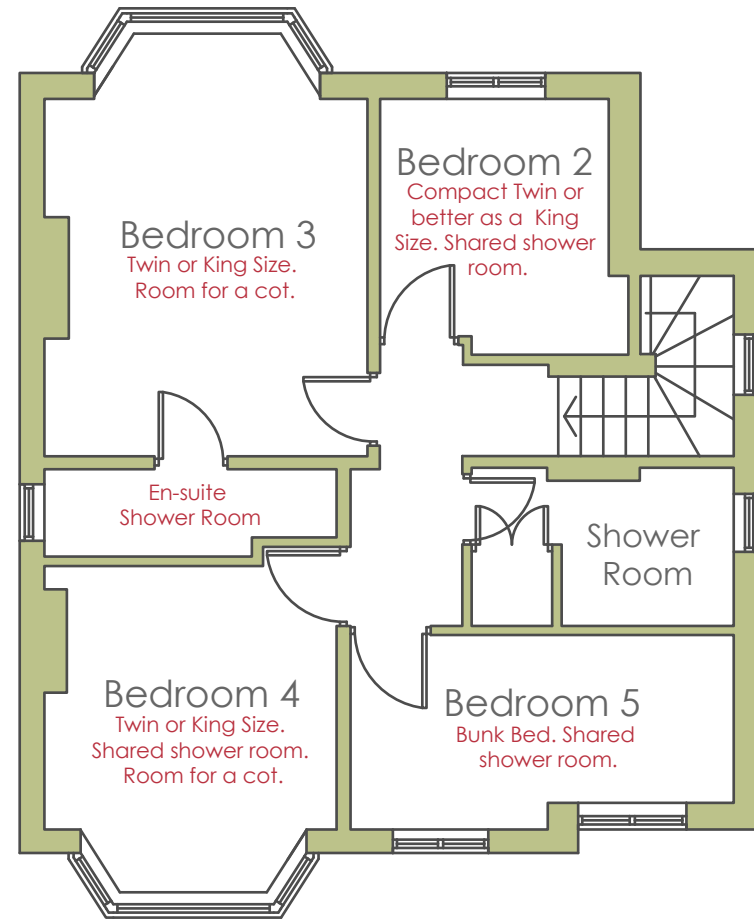 Bedroom 2
Compact Twin or
better as a King
Size. Shared shower
room.
Bedroom 3
Twin or King Size.
Room for a cot.
En-suite
Shower Room
Shower
Room
Bedroom 4
Twin or King Size.
Shared shower room.
Room for a cot.
Bedroom 5
Bunk Bed. Shared
shower room.